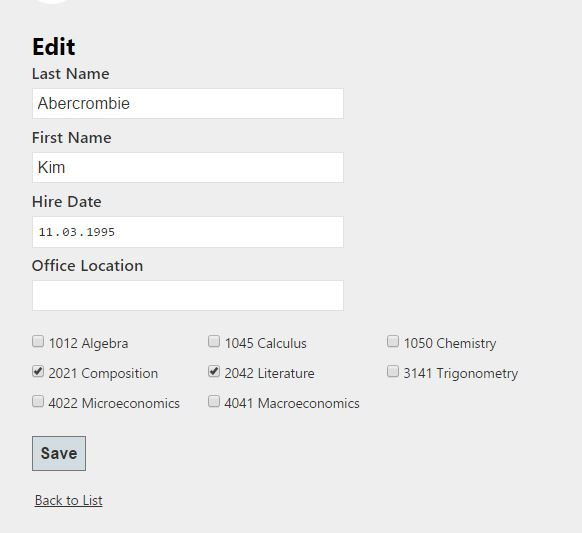 Edit
Last Name
Abercrombie
First Name
Kim
Hire Date
11.03.1995
Office Location
1012 Algebra 1045 Calculus 1050 Chemistry
2021 Composition 2042 Literature 3141 Trigonometry
4022 Microeconomics 4041 Macroeconomics
Save
Back to List